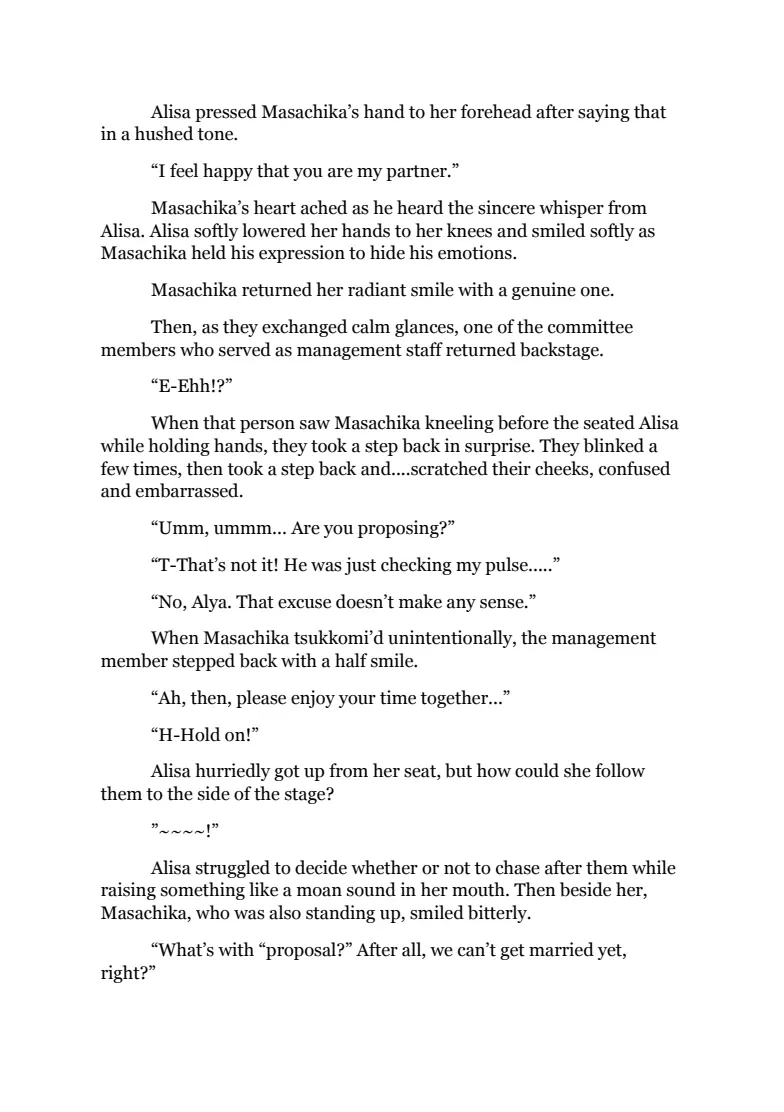 Alisa pressed Masachika’s hand to her forehead after saying that
in a hushed tone.
“I feel happy that you are my partner.”
Masachika’s heart ached as he heard the sincere whisper from
Alisa. Alisa softly lowered her hands to her knees and smiled softly as
Masachika held his expression to hide his emotions.
Masachika returned her radiant smile with a genuine one.
Then, as they exchanged calm glances, one of the committee
members who served as management staff returned backstage.
“E-Ehh!?”
When that person saw Masachika kneeling before the seated Alisa
while holding hands, they took a step back in surprise. They blinked a
few times, then took a step back and....scratched their cheeks, confused
and embarrassed.
“Umm, ummm... Are you proposing?”
“T-That’s not it! He was just checking my pulse.....”
“No, Alya. That excuse doesn’t make any sense.”
When Masachika tsukkomi’d unintentionally, the management
member stepped back with a half smile.
“Ah, then, please enjoy your time together...”
“H-Hold on!”
Alisa hurriedly got up from her seat, but how could she follow
them to the side of the stage?
”~~~~!”
Alisa struggled to decide whether or not to chase after them while
raising something like a moan sound in her mouth. Then beside her,
Masachika, who was also standing up, smiled bitterly.
“What’s with “proposal?” After all, we can’t get married yet,
right?”